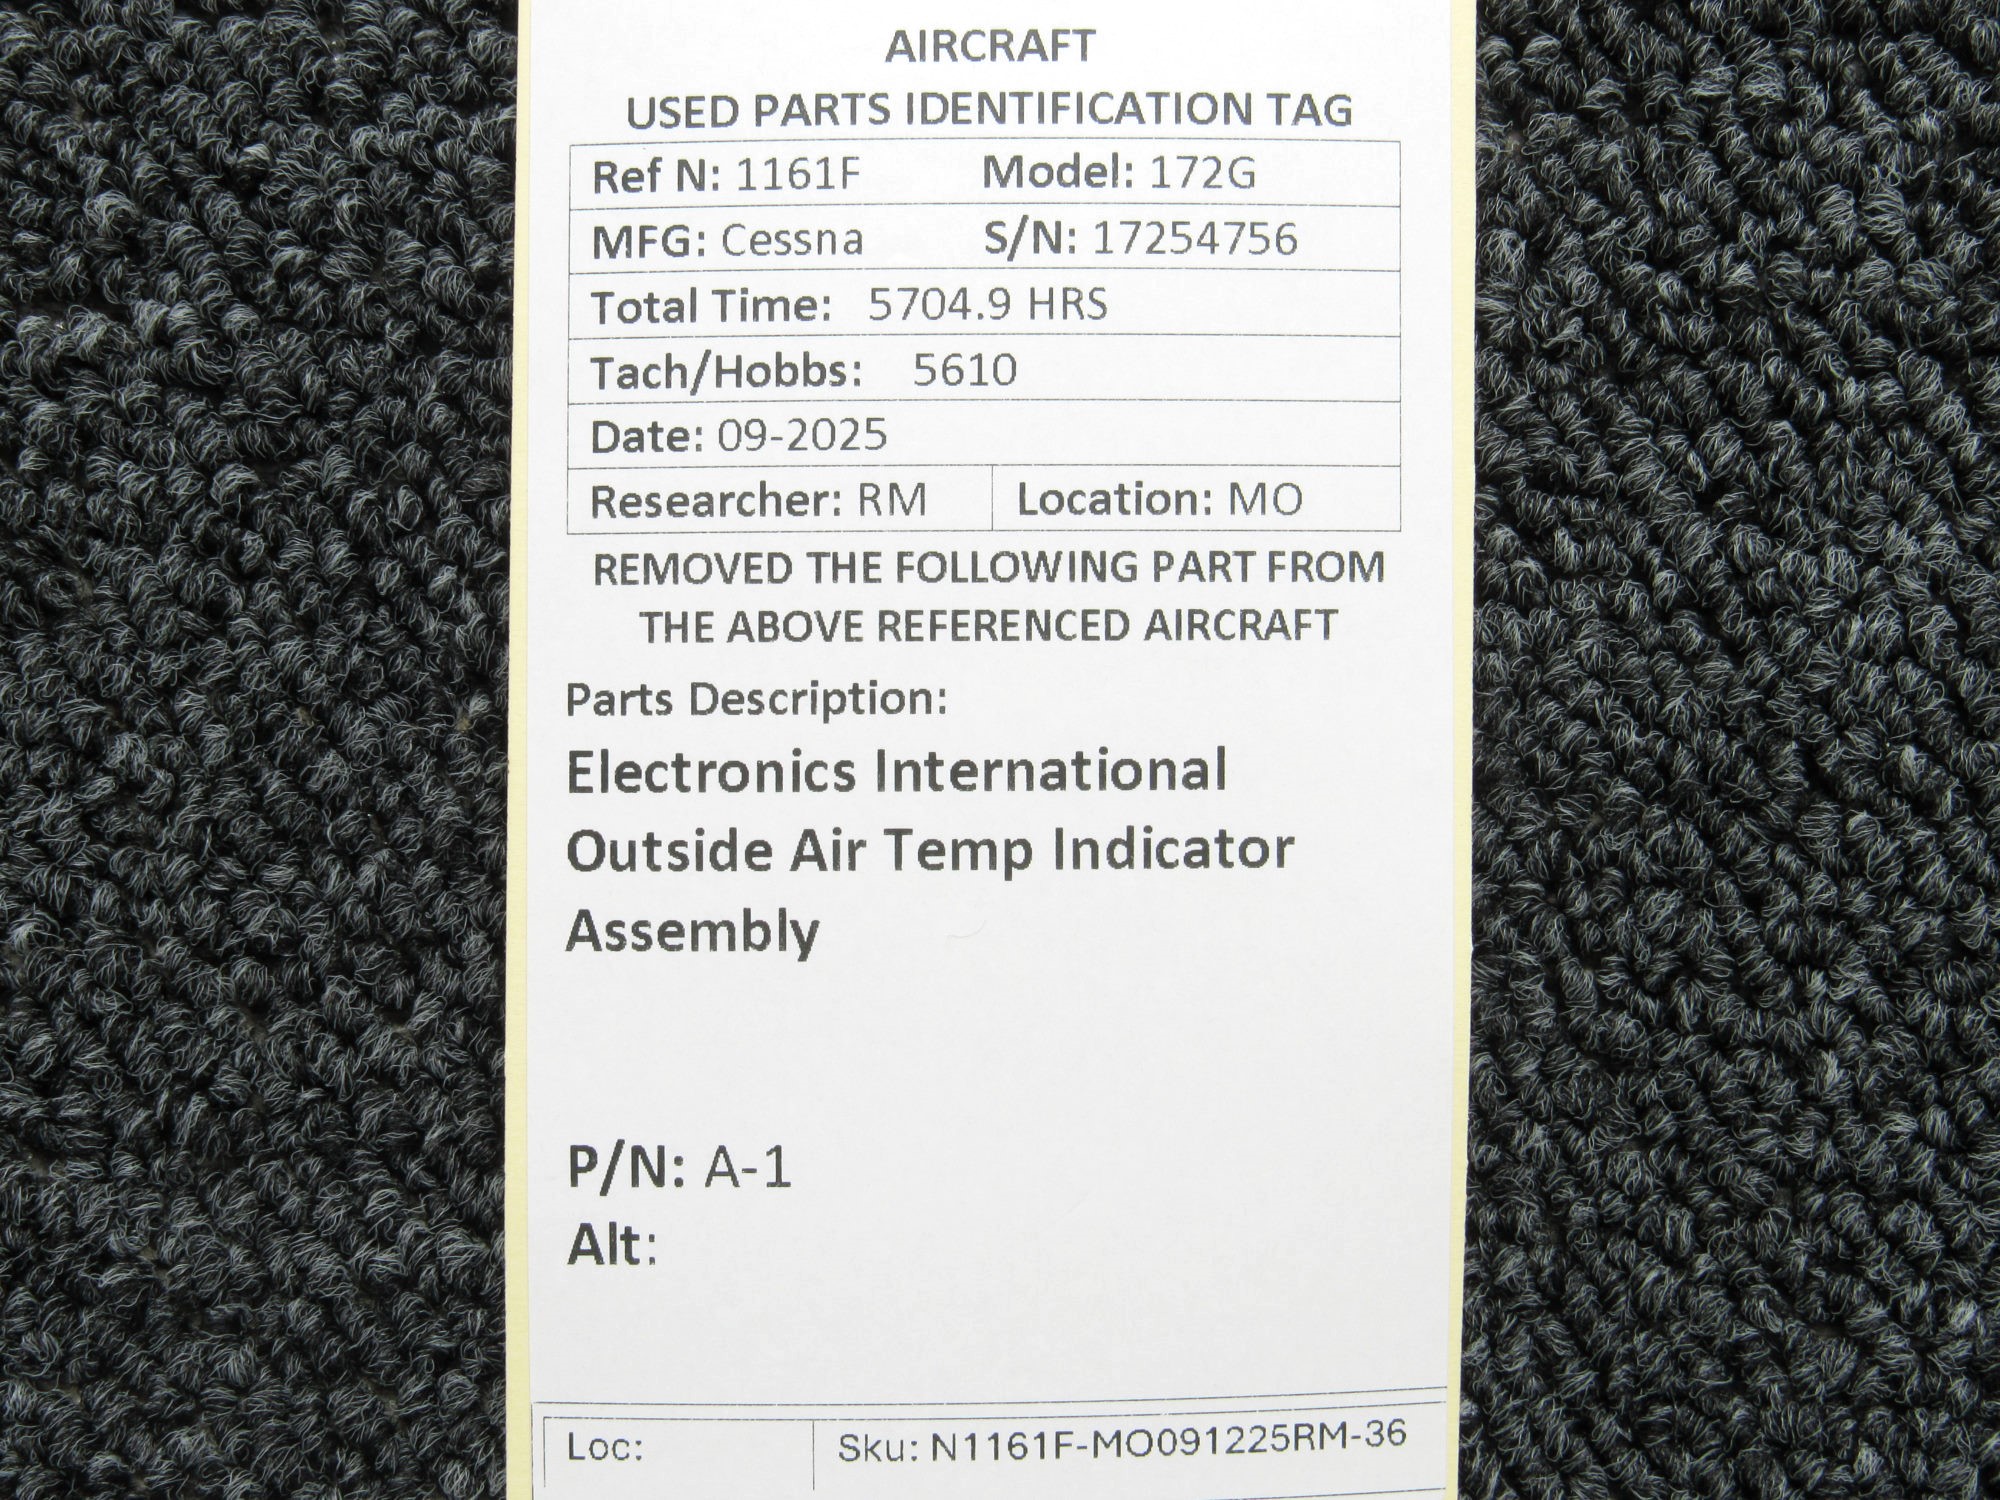 AIRCRAFT
USED PARTS IDENTIFICATION TAG
Ref N: 1161F Model: 172G
MFG: Cessna S/N: 17254756
Total Time: 5704.9 HRS
Tach/Hobbs: 5610
Date: 09-2025
Researcher: RM Location: MO
REMOVED THE FOLLOWING PART FROM
THE ABOVE REFERENCED AIRCRAFT
Parts Description:
Electronics International
Outside Air Temp Indicator
Assembly
P/N: A-1
Alt:
Loc: Sku: N1161F-MO091225RM-36